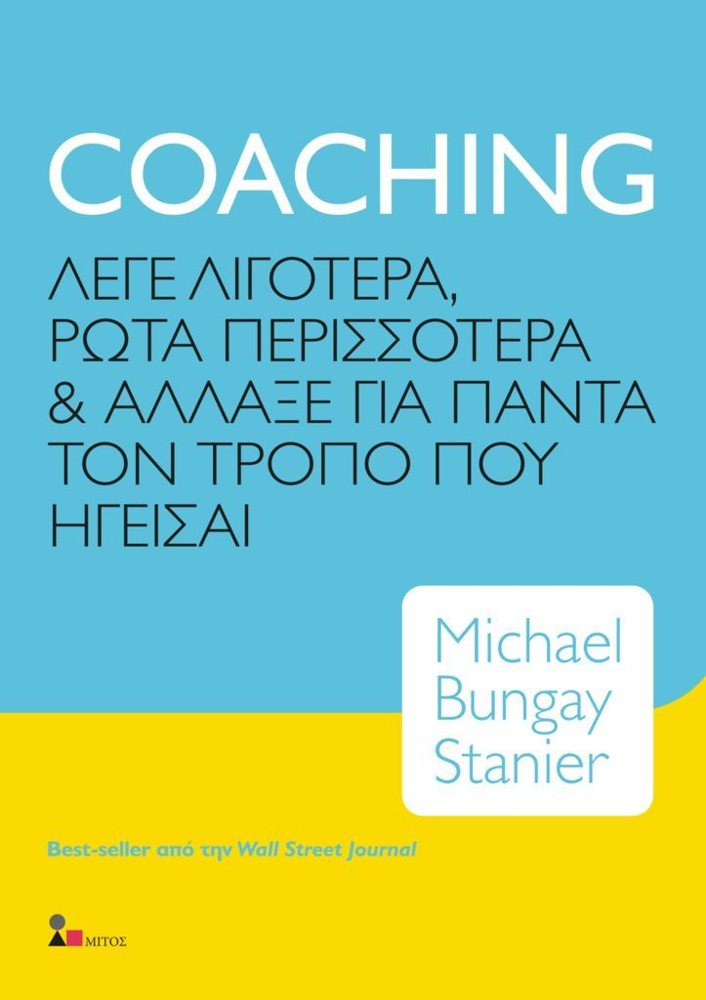 COACHING
ΛΕΓΕ ΛΙΓΟΤΕΡΑ,
ΡΩΤΑ ΠΕΡΙΣΣΟΤΕΡΑ
& ΑΛΛΑΞΕ ΓΙΑ ΠΑΝΤΑ
ΤΟΝ ΤΡΟΠΟ ΠΟΥ
ΗΓΕΙΣΑΙ
Michael
Bungay
Stanier
Best-seller από την Wall Street Journal
ΜΙΤΟΣ